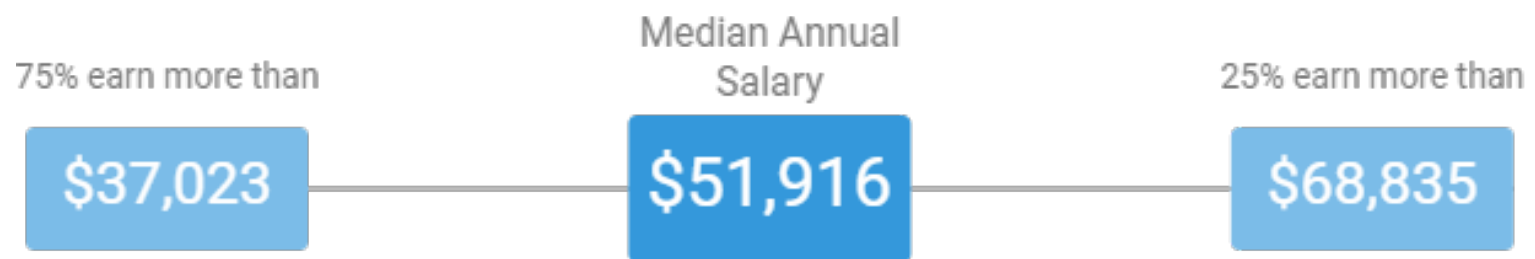 75% earn more than
$37,023
Median Annual
Salary
$51,916
25% earn more than
$68,835